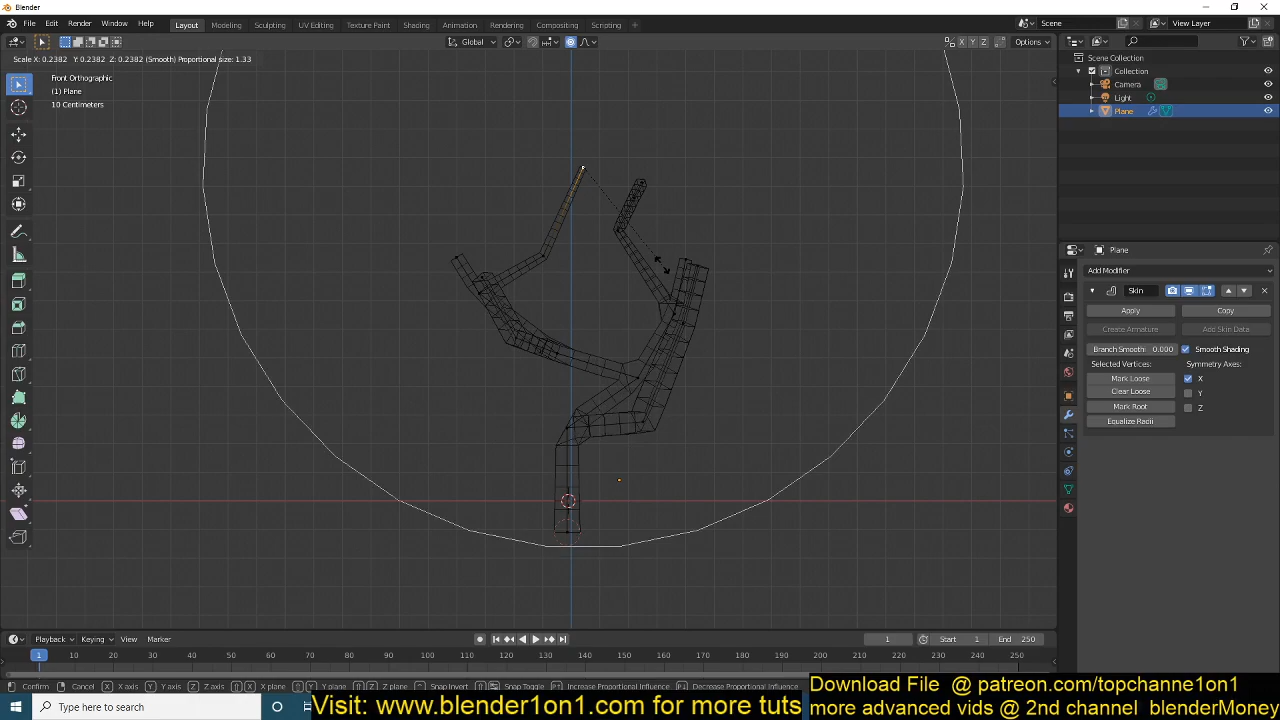 Blender
File Edit Render Window Help Layout Modeling Sculpting UV Editing Texture Paint Shading Animation Rendering Compositing Scripting Scene View Layer
Global X Y Z Options
Scale X: 0.2382 Y: 0.2382 Z: 0.2382 (Smooth) Proportional size: 1.33
Front Orthographic
(1) Plane
10 Centimeters
Scene Collection
Collection
Camera
Light
Plane
Plane
Add Modifier
Skin
Apply Copy
Create Armature Add Skin Data
Branch Smoothi 0.000 Smooth Shading
Selected Vertices: Symmetry Axes:
Mark Loose X
Clear Loose Y
Mark Root Z
Equalize Radii
Playback Keying View Marker 1 Start 1 End 250
1 10 20 30 40 50 60 70 80 90 100 110 120 130 140 150 160 170 180 190 200 210 220 230 240 250
Confirm Cancel X X axis Y Y axis Z Z axis X X plane Y Y plane Z Z plane Snap Invert Snap Toggle Increase Proportional Influence Decrease Proportional Influence
Download File @ patreon.com/topchanne1on1
Type here to search
Visit: www.blender1on1.com for more tuts
more advanced vids @ 2nd channel blenderMoney